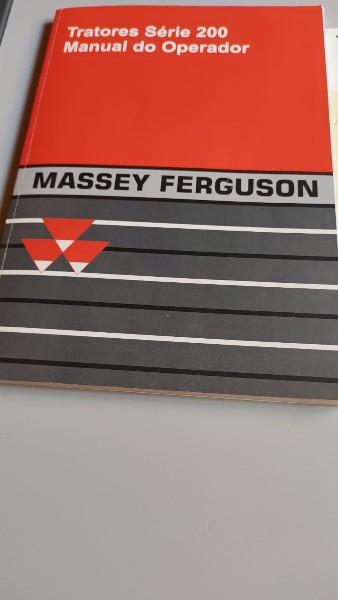 Tratores Série 200
Manual do Operador
MASSEY FERGUSON